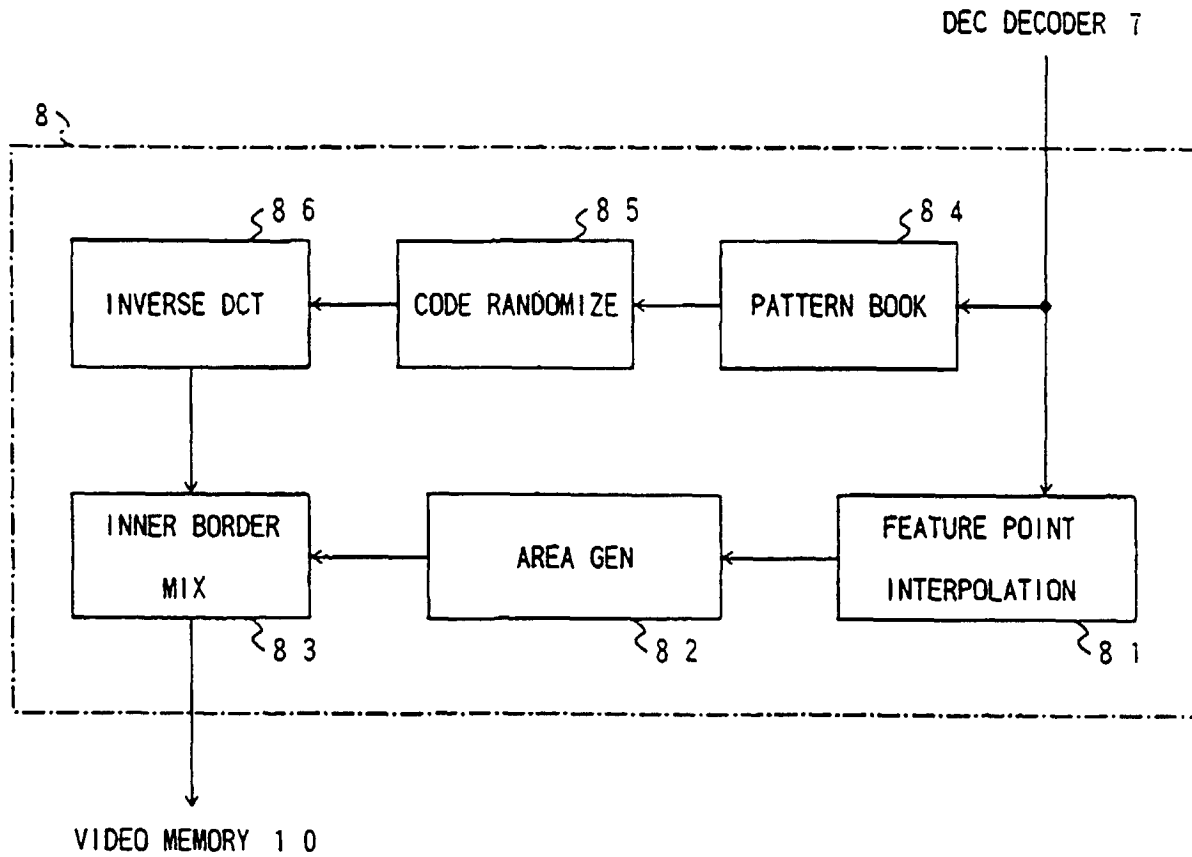 DEC DECODER 7
8
86
85
84
INVERSE DCT
CODE RANDOMIZE
PATTERN BOOK
INNER BORDER
MIX
AREA GEN
FEATURE POINT
INTERPOLATION
83
82
81
VIDEO MEMORY 10